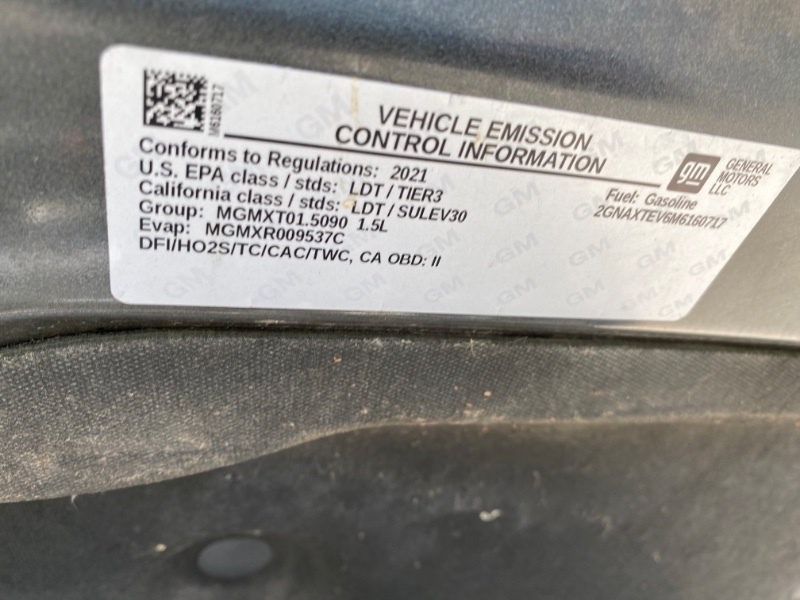 M6160717
VEHICLE EMISSION
CONTROL INFORMATION
gm GENERAL
MOTORS
LLC
Conforms to Regulations: 2021
U.S. EPA class / stds: LDT / TIER3
California class / stds: LDT / SULEV30
Group: MGMXT01.5090 1.5L
Evap: MGMXR009537C
DFI/HO2S/TC/CAC/TWC, CA OBD: II
Fuel: Gasoline
2GNAXTEV6M6160717